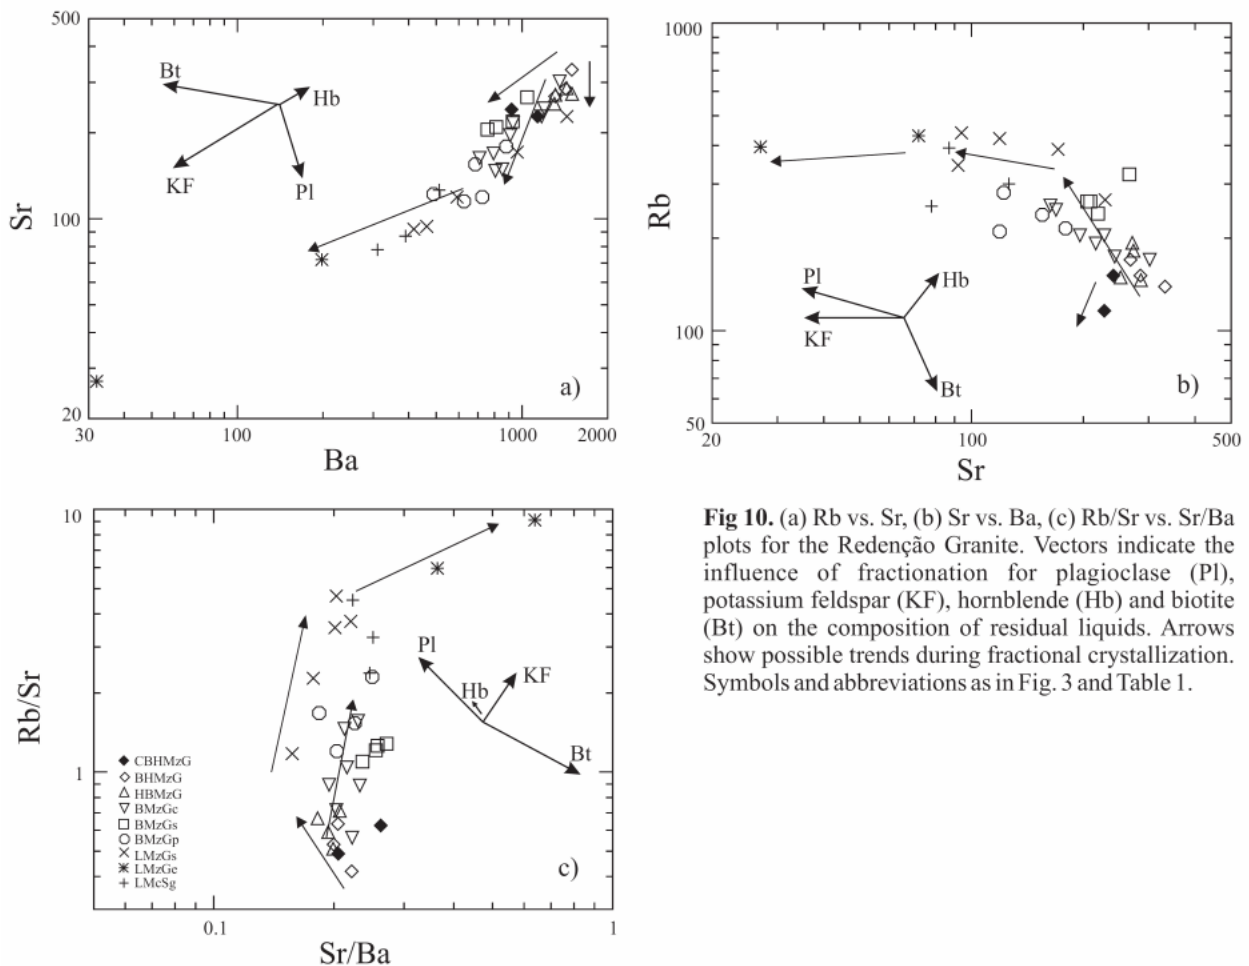 500
Sr
100
20
30
100
1000
2000
Ba
Bt
Hb
KF
Pl
a)
1000
Rb
100
50
20
100
500
Sr
Pl
Hb
KF
Bt
b)
10
Rb/Sr
1
0.1
1
Sr/Ba
Pl
Hb
KF
Bt
CBHMzG
BHMzG
HBMzG
BMzGc
BMzGs
BMzGp
LMzGs
LMzGe
LMcSg
c)
Fig 10. (a) Rb vs. Sr, (b) Sr vs. Ba, (c) Rb/Sr vs. Sr/Ba
plots for the Redenção Granite. Vectors indicate the
influence of fractionation for plagioclase (Pl),
potassium feldspar (KF), hornblende (Hb) and biotite
(Bt) on the composition of residual liquids. Arrows
show possible trends during fractional crystallization.
Symbols and abbreviations as in Fig. 3 and Table 1.